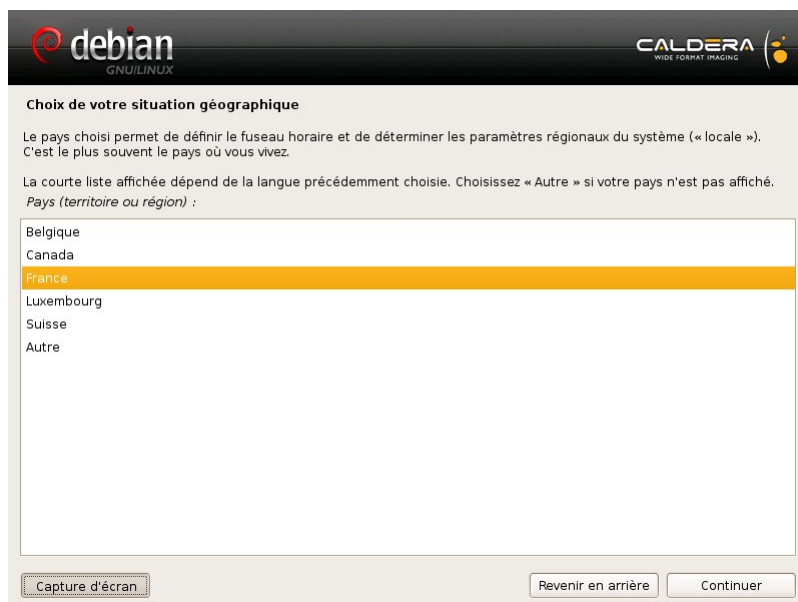 debian
GNU/LINUX
CALDERA
WIDE FORMAT IMAGING
Choix de votre situation géographique
Le pays choisi permet de définir le fuseau horaire et de déterminer les paramètres régionaux du système (« locale »).
C'est le plus souvent le pays où vous vivez.
La courte liste affichée dépend de la langue précédemment choisie. Choisissez « Autre » si votre pays n'est pas affiché.
Pays (territoire ou région) :
Belgique
Canada
France
Luxembourg
Suisse
Autre
Capture d'écran
Revenir en arrière
Continuer